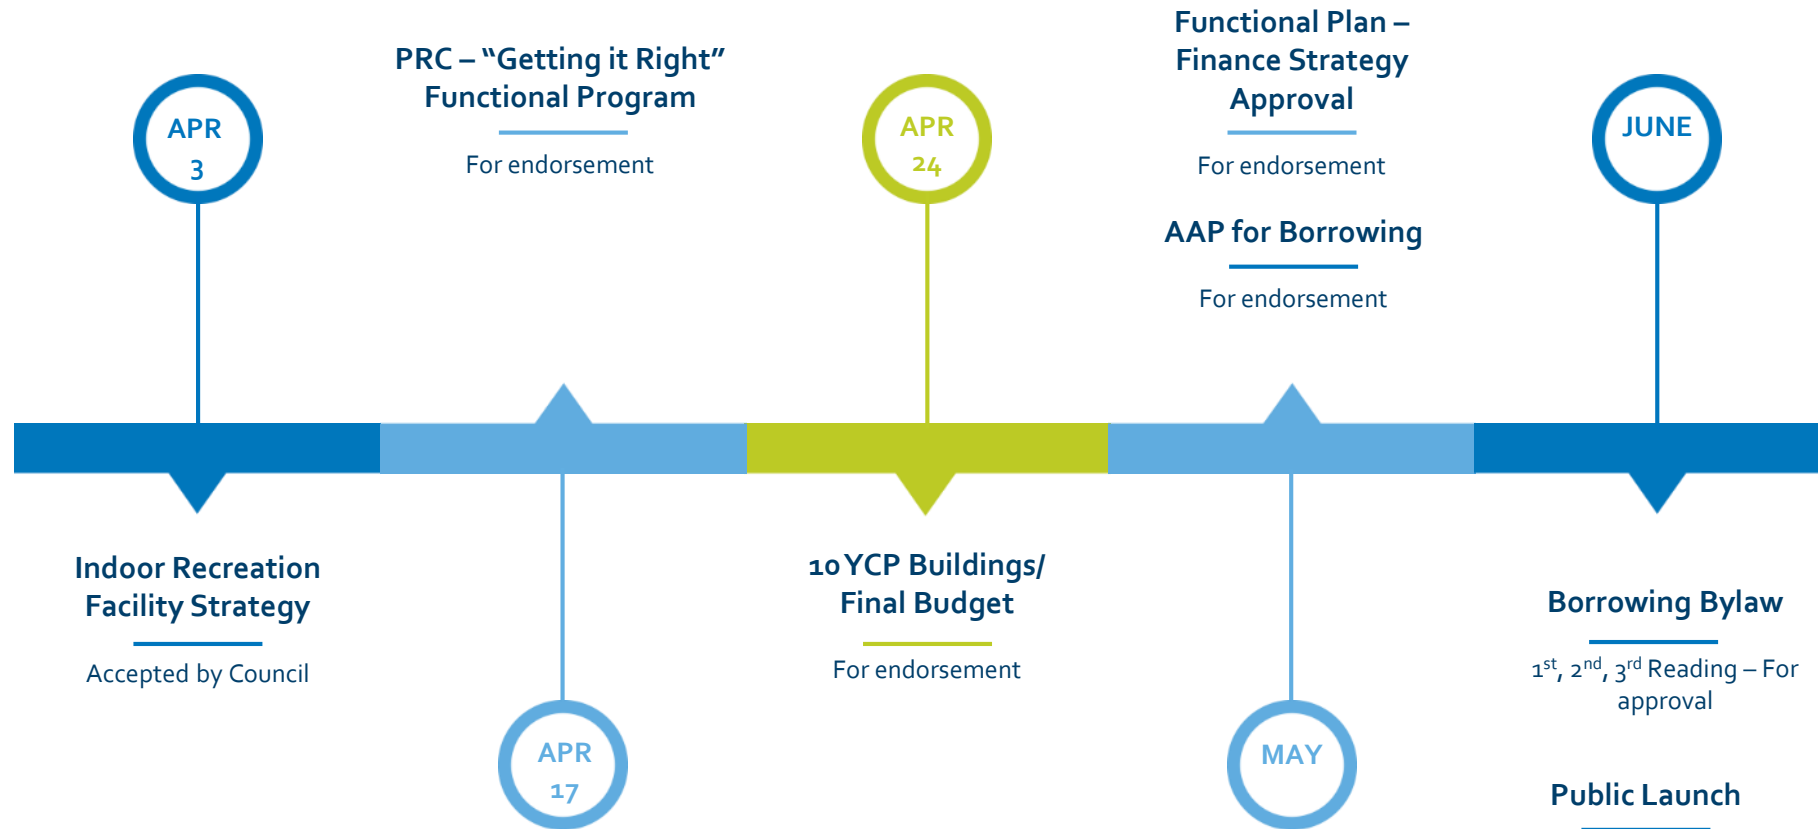 APR
3
Indoor Recreation
Facility Strategy
Accepted by Council
PRC – “Getting it Right”
Functional Program
For endorsement
APR
17
APR
24
10 YCP Buildings/
Final Budget
For endorsement
Functional Plan –
Finance Strategy
Approval
For endorsement
AAP for Borrowing
For endorsement
MAY
JUNE
Borrowing Bylaw
1st, 2nd, 3rd Reading – For
approval
Public Launch